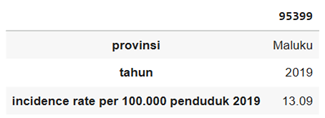 95399
provinsi Maluku
tahun 2019
incidence rate per 100.000 penduduk 2019 13.09